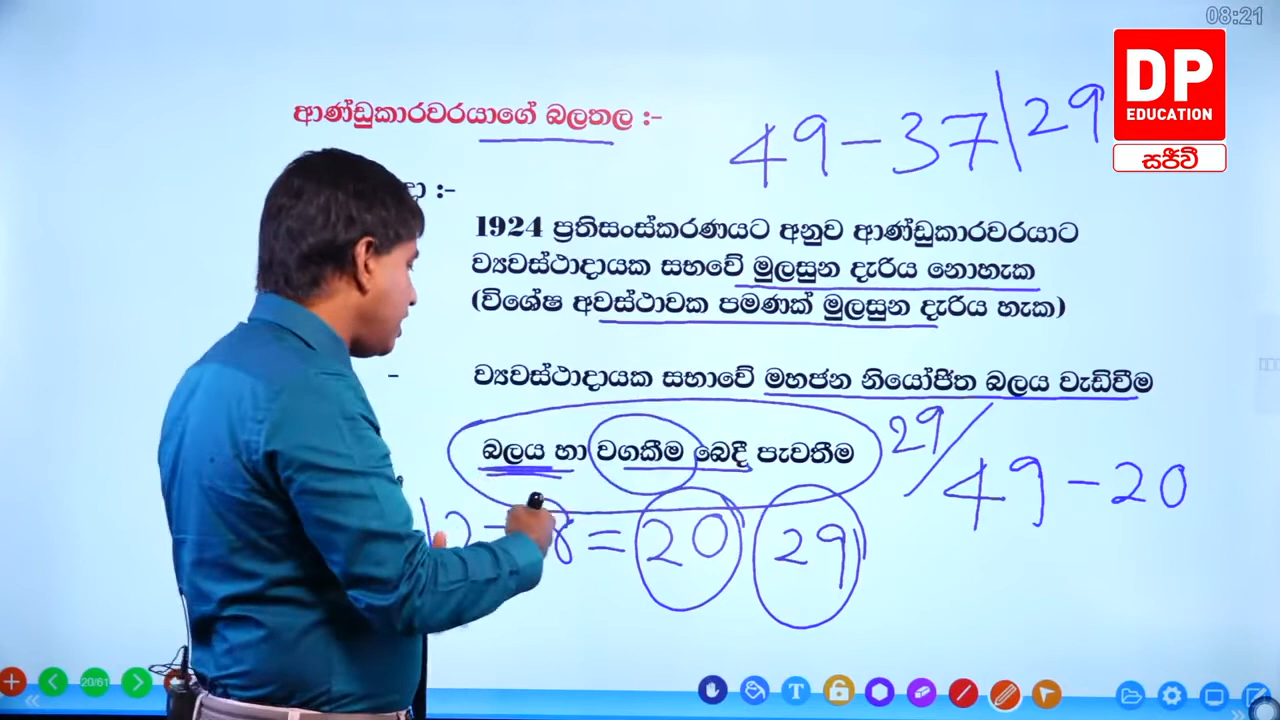 08:21
DP
EDUCATION
සජීවී
ආණ්ඩුකාරවරයාගේ බලතල :-
49 - 37 | 29
:-
1924 ප්‍රතිසංස්කරණයට අනුව ආණ්ඩුකාරවරයාට
ව්‍යවස්ථාදායක සභවේ මුලසුන දැරිය නොහැක
(විශේෂ අවස්ථාවක පමණක් මුලසුන දැරිය හැක)
- ව්‍යවස්ථාදායක සභාවේ මහජන නියෝජිත බලය වැඩිවීම
බලය හා වගකීම බෙදී පැවතීම
29 / 49 - 20
= 20 29
20/61